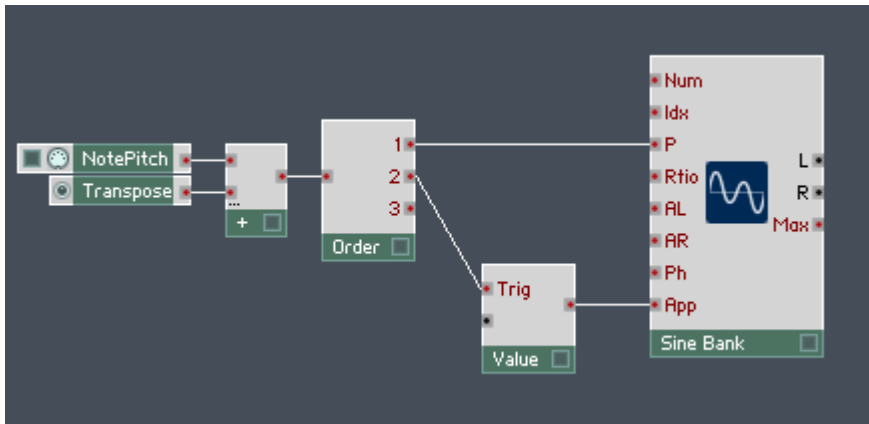 NotePitch
Transpose
...
+
1
2
3
Order
Trig
Value
Num
Idx
P
Rtio
AL
AR
Ph
App
L
R
Max
Sine Bank